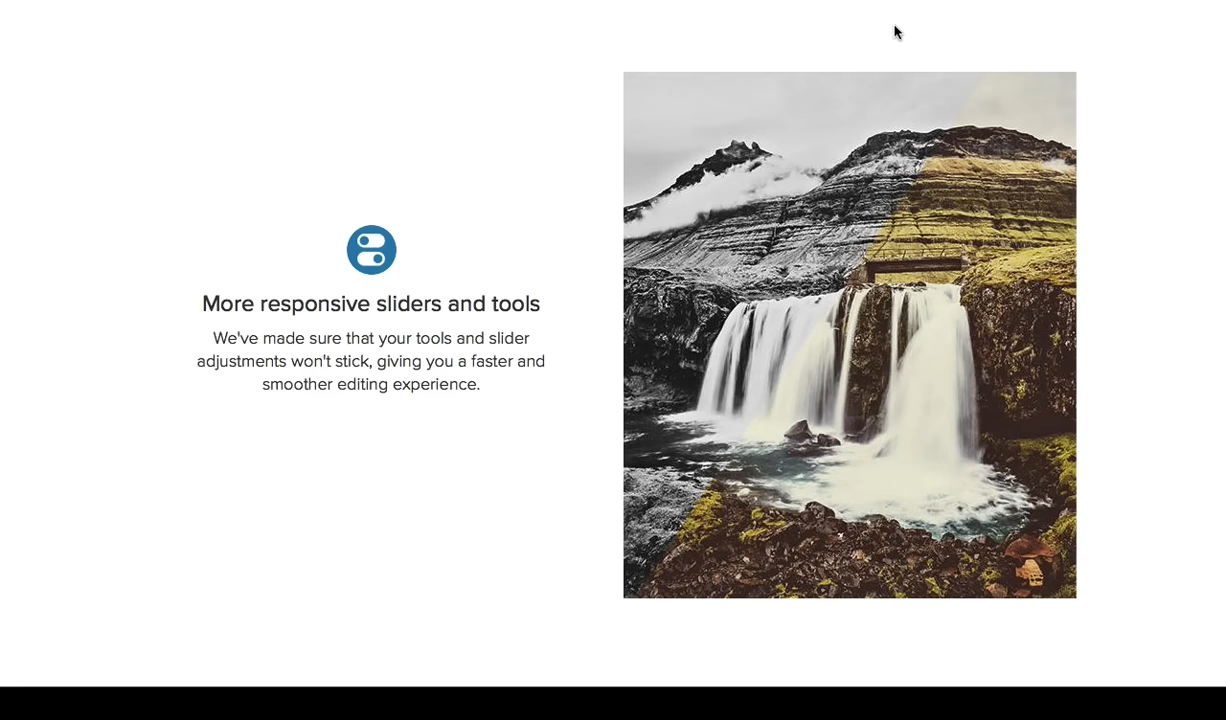 More responsive sliders and tools
We've made sure that your tools and slider
adjustments won't stick, giving you a faster and
smoother editing experience.